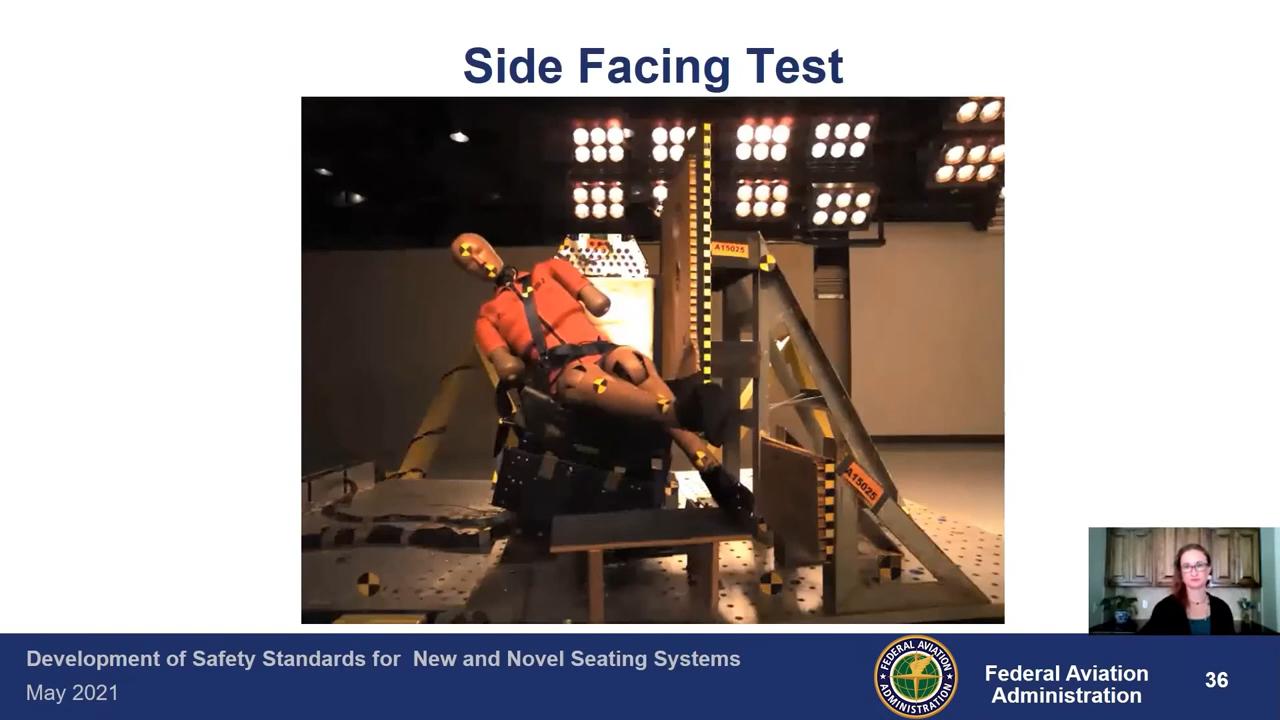 Side Facing Test
A15025
A15025
Development of Safety Standards for  New and Novel Seating Systems
May 2021
FEDERAL AVIATION
ADMINISTRATION
Federal Aviation
Administration
36